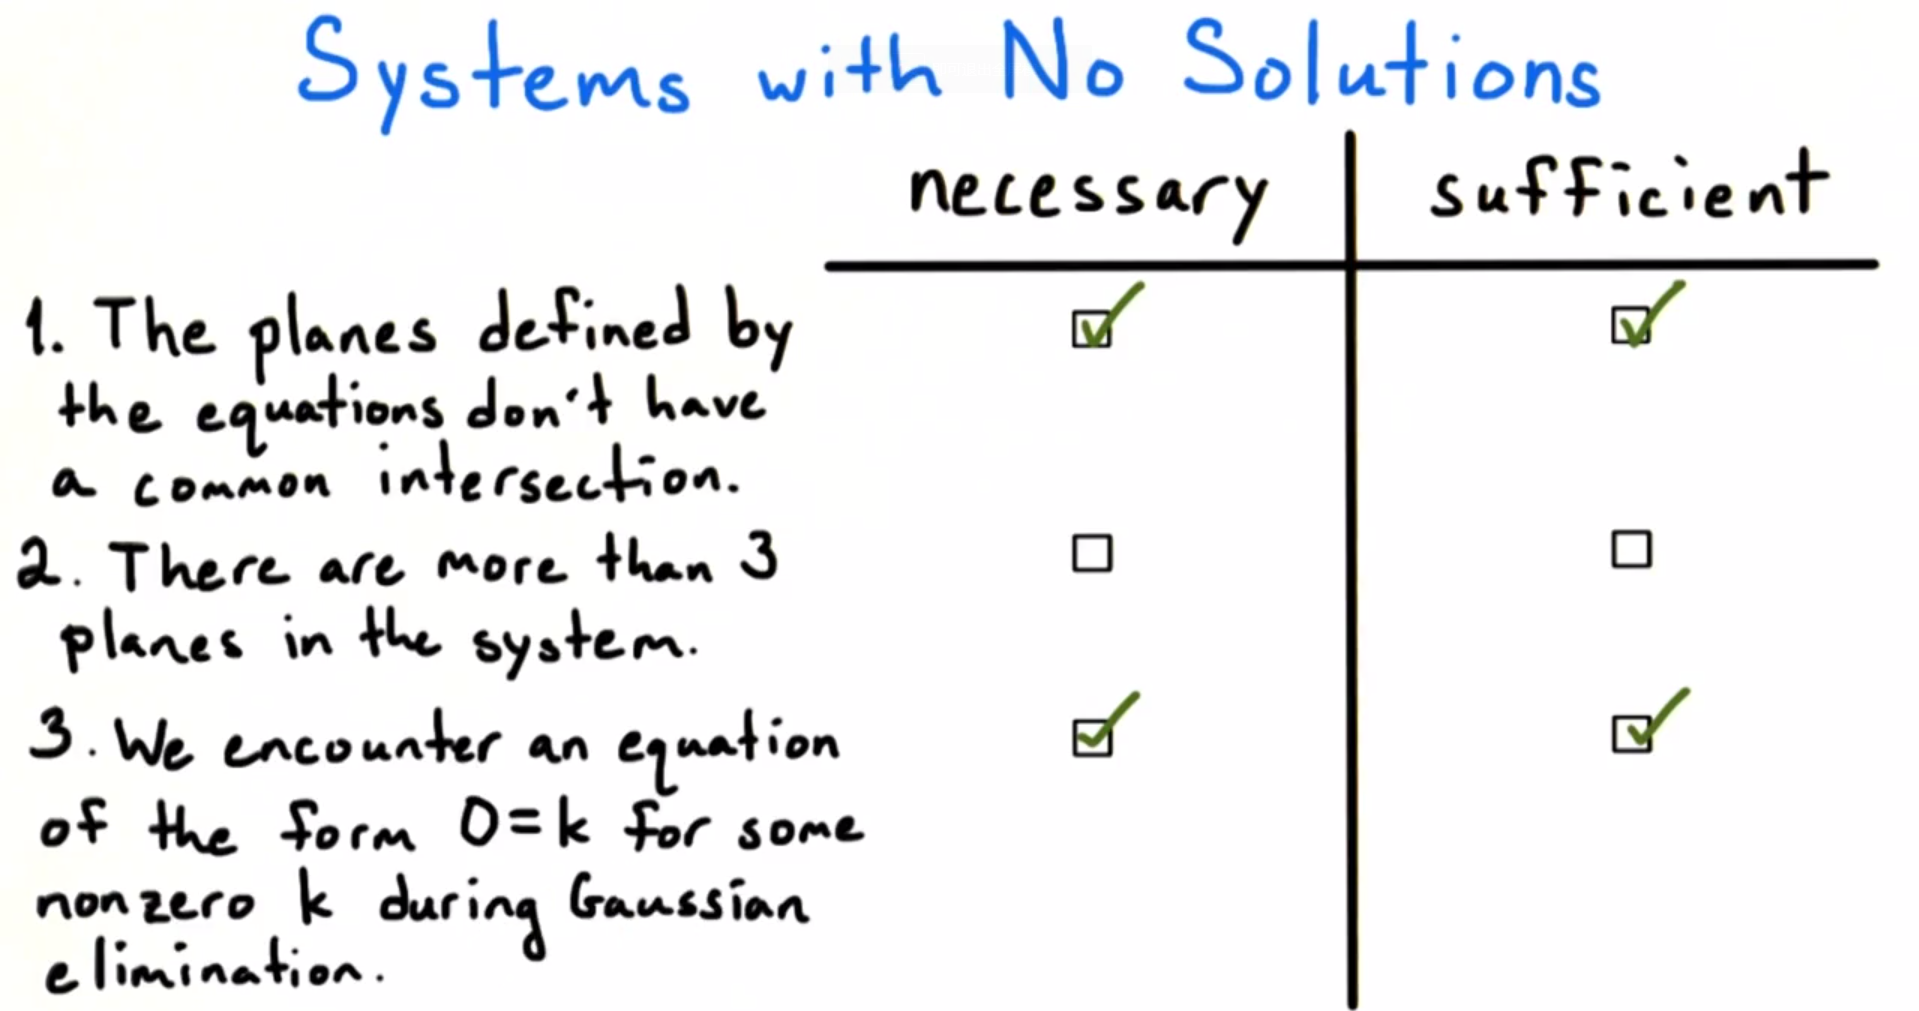 Systems with No Solutions
necessary sufficient
1. The planes defined by
the equations don't have
a common intersection.
2. There are more than 3
planes in the system.
3. We encounter an equation
of the form 0=k for some
nonzero k during Gaussian
elimination.